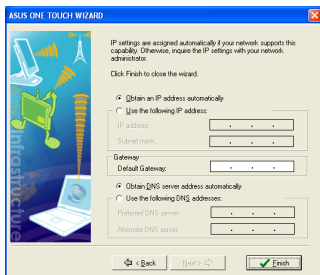 ASUS ONE TOUCH WIZARD
IP settings are assigned automatically if your network supports this
capability. Otherwise, inquire the IP settings with your network
administrator.
Click Finish to close the wizard.
Obtain an IP address automatically
Use the following IP address:
IP address:
Subnet mask:
Gateway
Default Gateway:
Obtain DNS server address automatically
Use the following DNS addresses:
Preferred DNS server:
Alternate DNS server:
< Back
Next >
Finish
Infrastructure